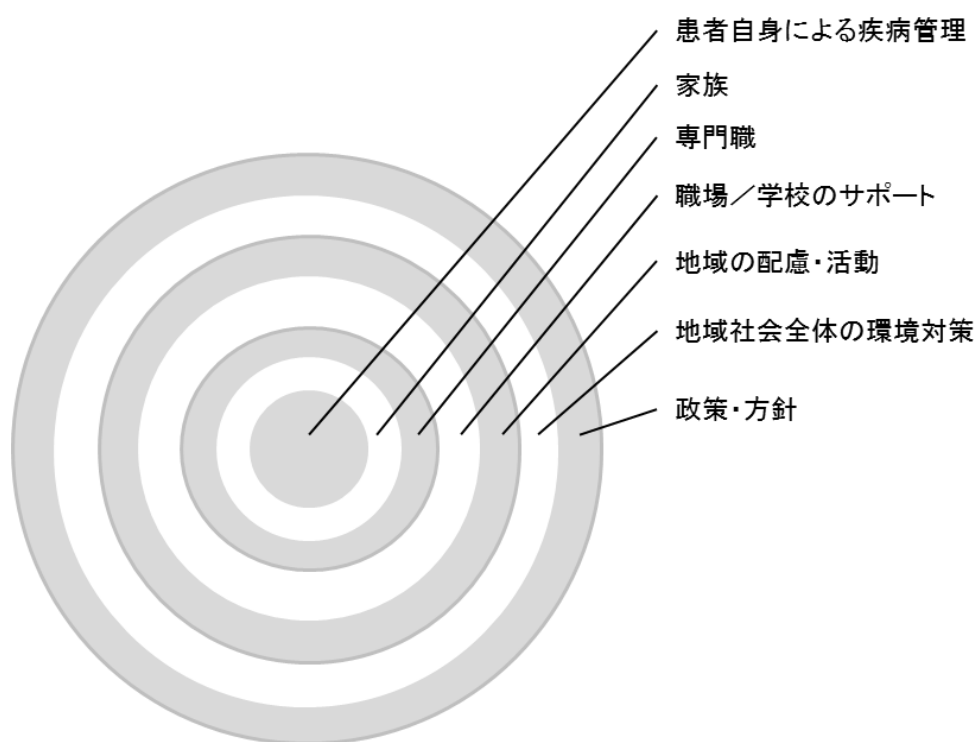 患者自身による疾病管理
家族
専門職
職場／学校のサポート
地域の配慮・活動
地域社会全体の環境対策
政策・方針